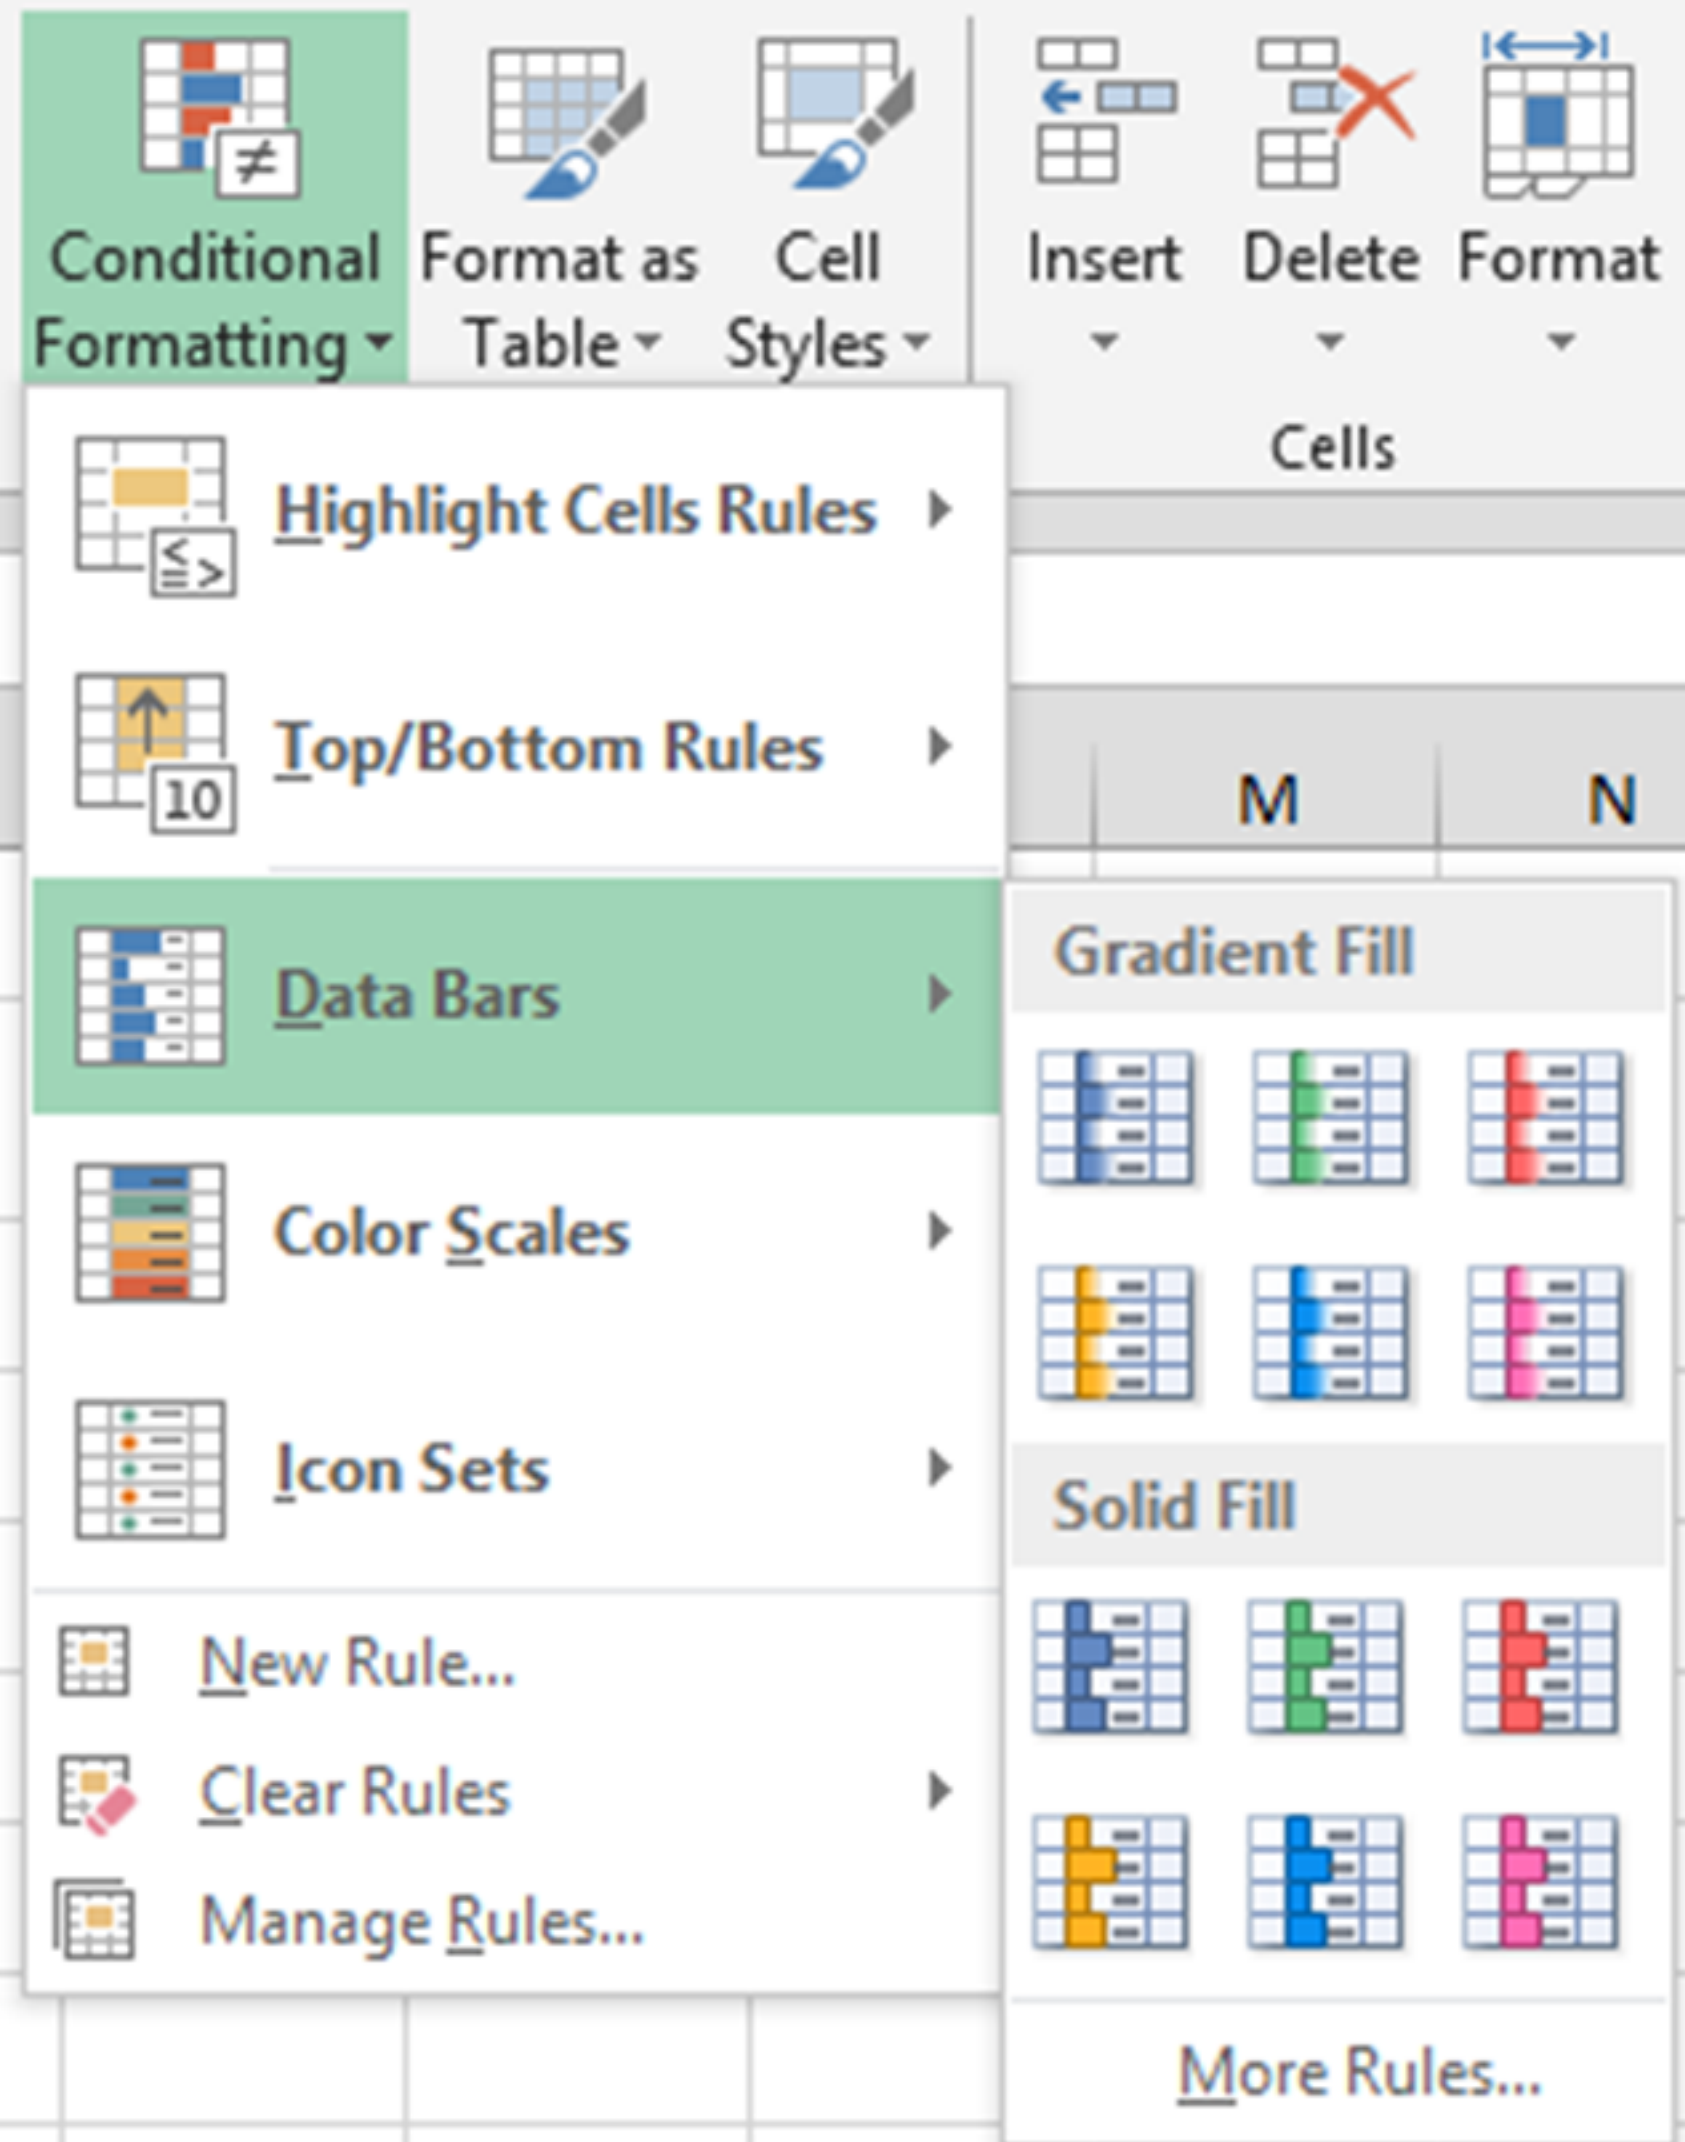 Conditional
Formatting
Format as
Table
Cell
Styles
Insert
Delete
Format
Cells
≠
Highlight Cells Rules
≤ >
Top/Bottom Rules
10
M
N
Data Bars
Color Scales
Icon Sets
New Rule...
Clear Rules
Manage Rules...
Gradient Fill
Solid Fill
More Rules...